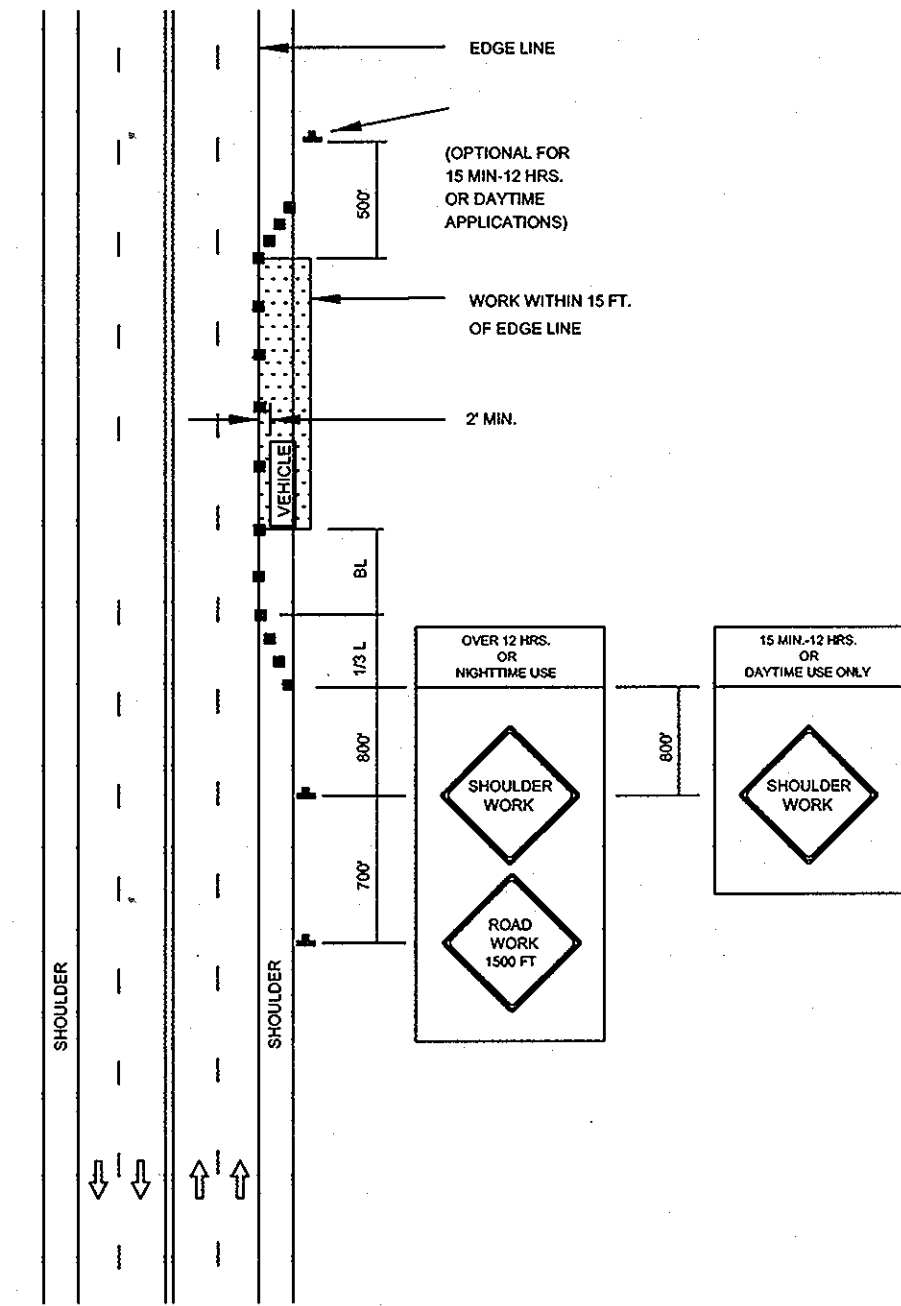 EDGE LINE
(OPTIONAL FOR
15 MIN-12 HRS.
OR DAYTIME
APPLICATIONS)
500'
WORK WITHIN 15 FT.
OF EDGE LINE
2' MIN.
VEHICLE
BL
1/3 L
800'
700'
OVER 12 HRS.
OR
NIGHTTIME USE
SHOULDER
WORK
ROAD
WORK
1500 FT
800'
15 MIN.-12 HRS.
OR
DAYTIME USE ONLY
SHOULDER
WORK
SHOULDER
SHOULDER